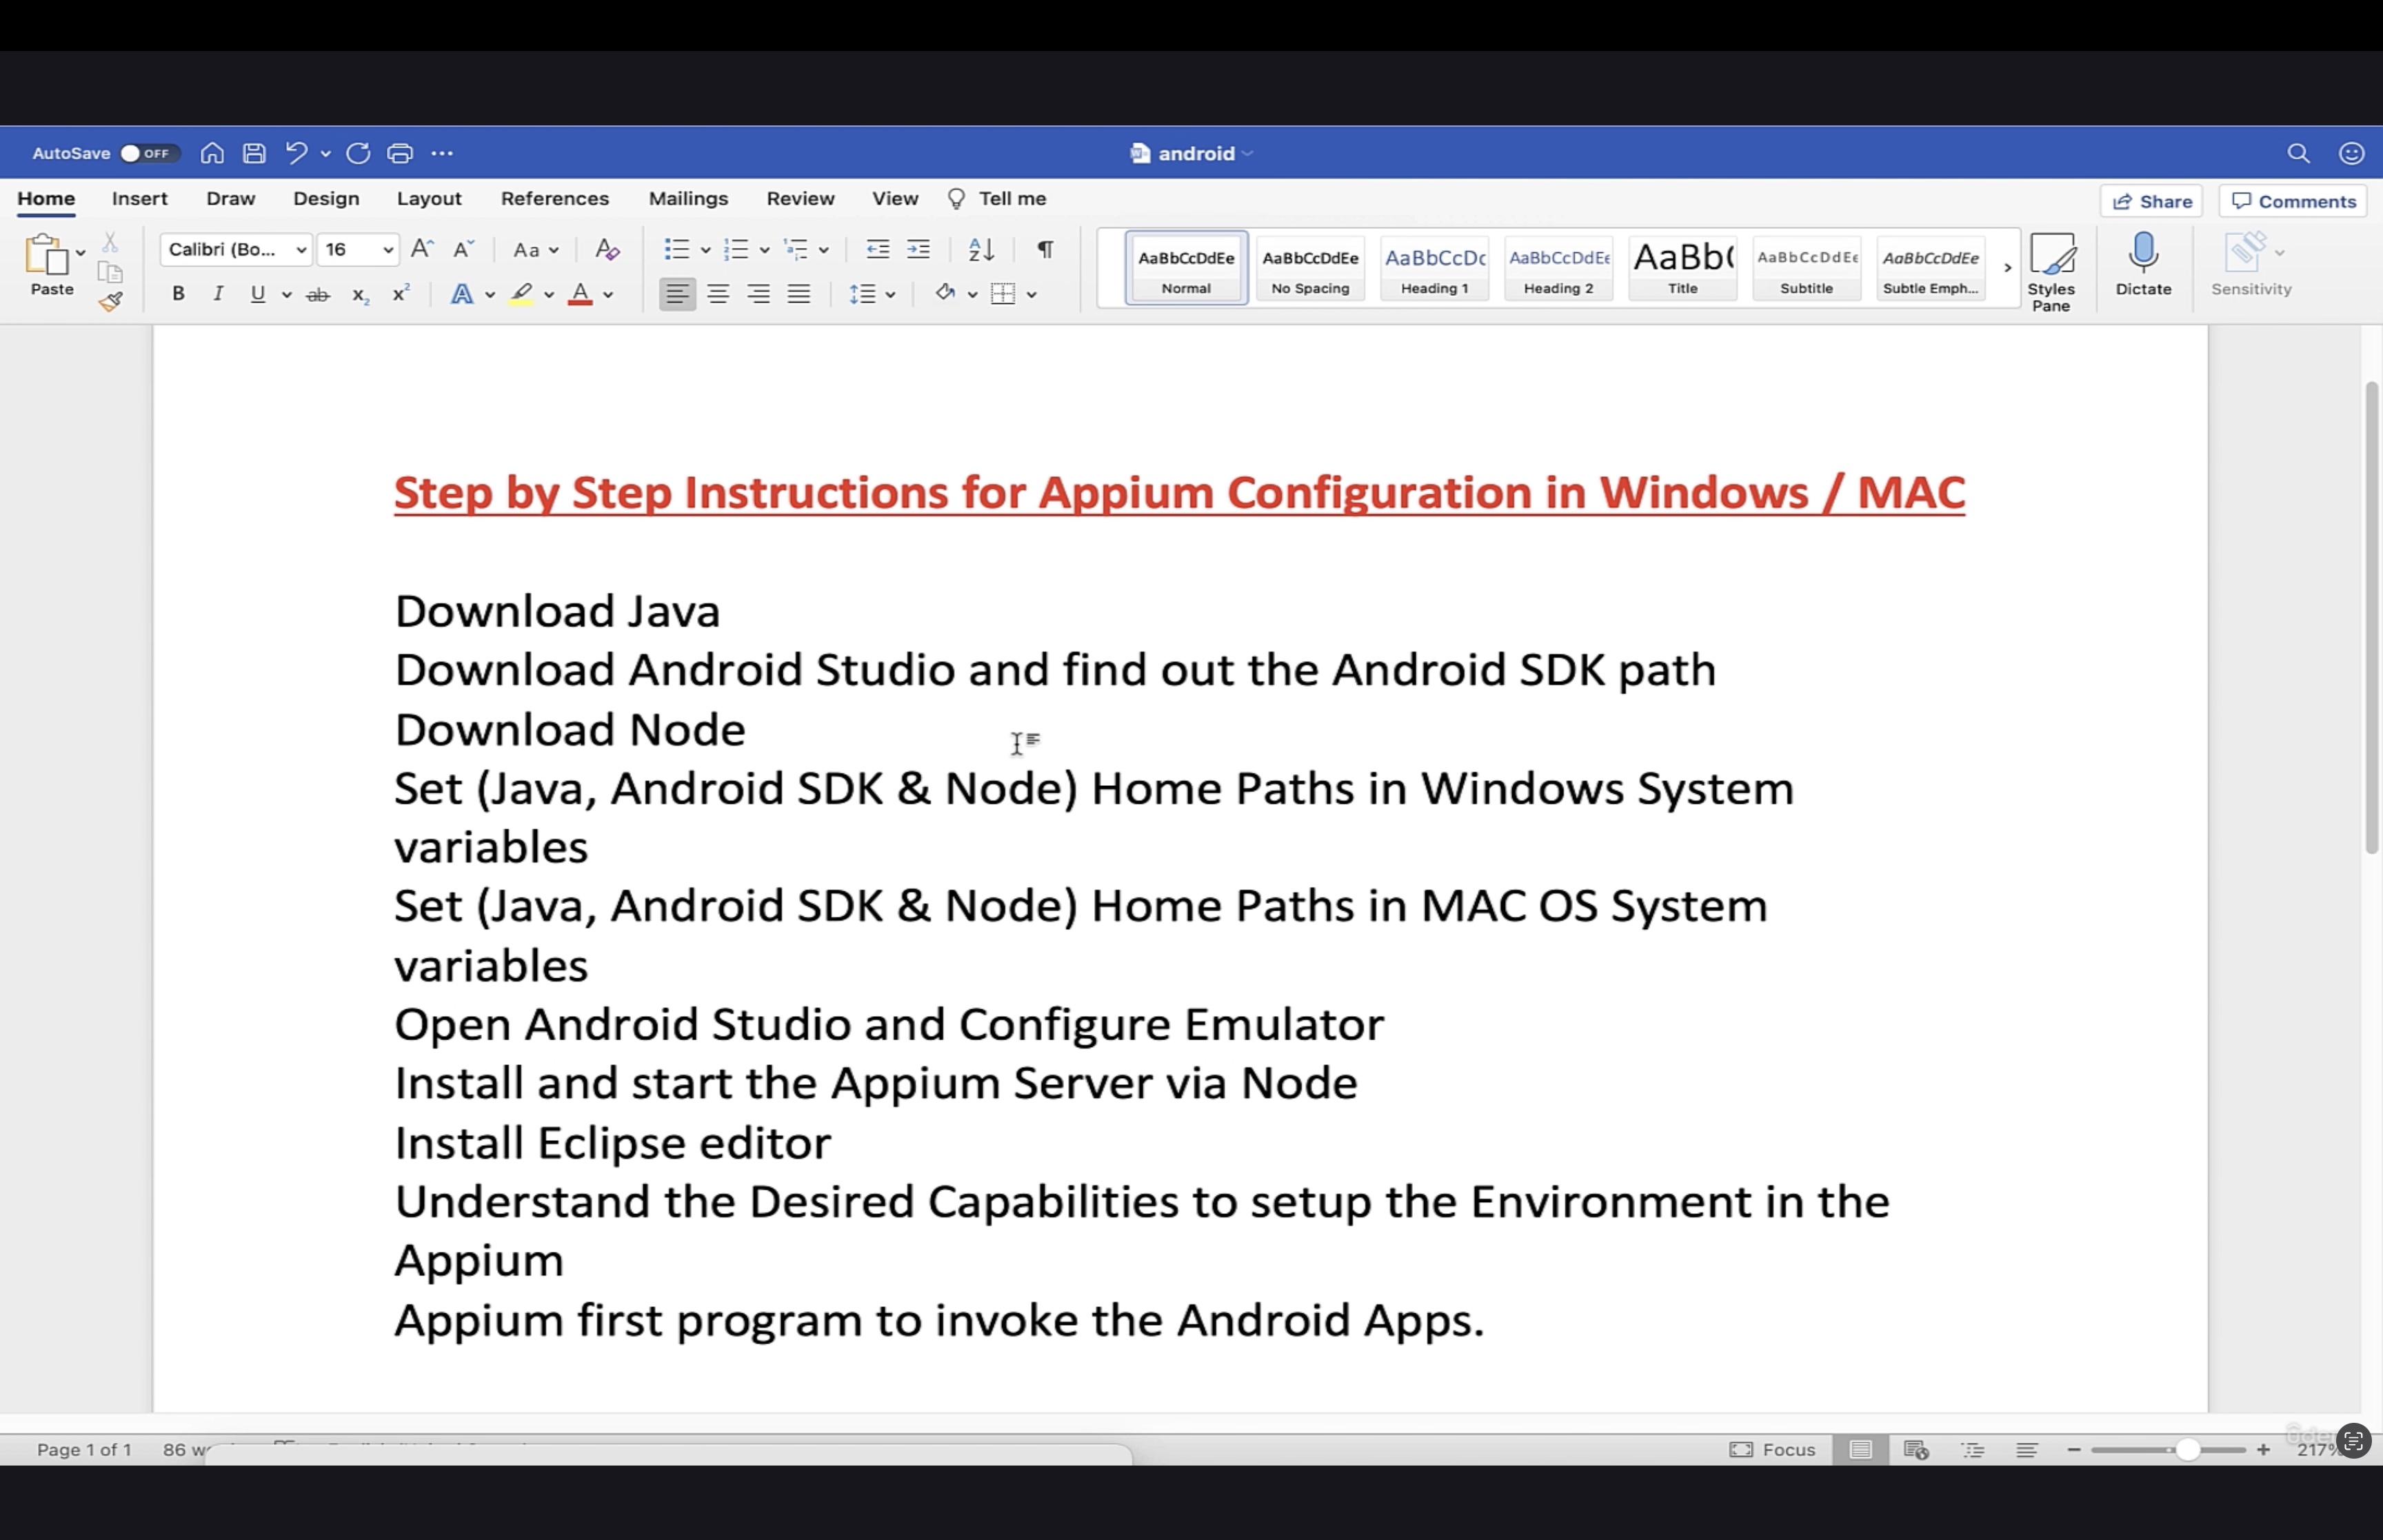 AutoSave OFF
android
Home Insert Draw Design Layout References Mailings Review View Tell me
Share Comments
Calibri (Bo... 16 Aa
Paste
B I U ab x₂ x² A A
AaBbCcDdEe AaBbCcDdEe AaBbCcDc AaBbCcDdEe AaBb( AaBbCcDdEe AaBbCcDdEe
Normal No Spacing Heading 1 Heading 2 Title Subtitle Subtle Emph...
Styles Pane
Dictate
Sensitivity
Step by Step Instructions for Appium Configuration in Windows / MAC
Download Java
Download Android Studio and find out the Android SDK path
Download Node
Set (Java, Android SDK & Node) Home Paths in Windows System
variables
Set (Java, Android SDK & Node) Home Paths in MAC OS System
variables
Open Android Studio and Configure Emulator
Install and start the Appium Server via Node
Install Eclipse editor
Understand the Desired Capabilities to setup the Environment in the
Appium
Appium first program to invoke the Android Apps.
Page 1 of 1 86 Focus 217%